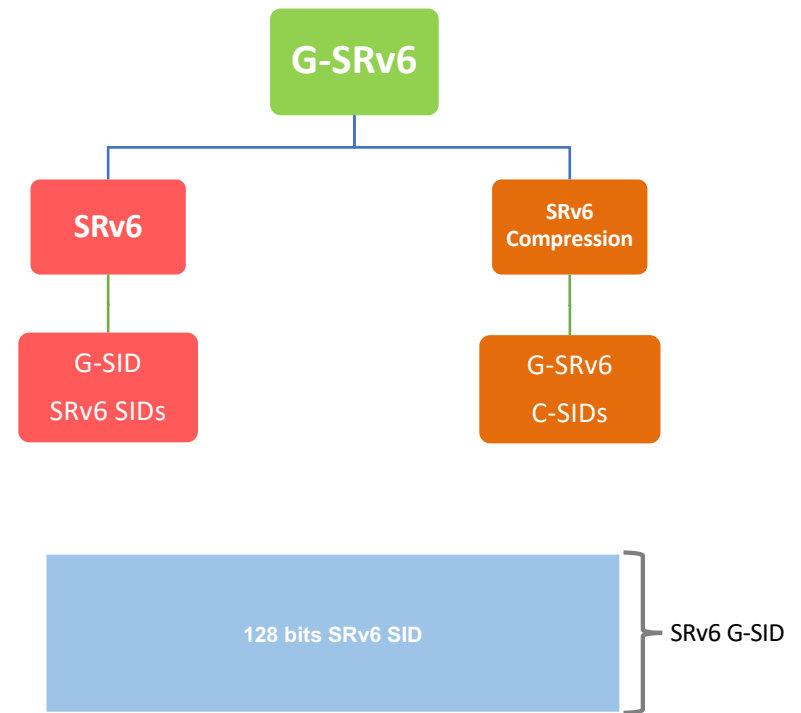 G-SRv6
SRv6
SRv6
Compression
G-SID
SRv6 SIDs
G-SRv6
C-SIDs
128 bits SRv6 SID
SRv6 G-SID